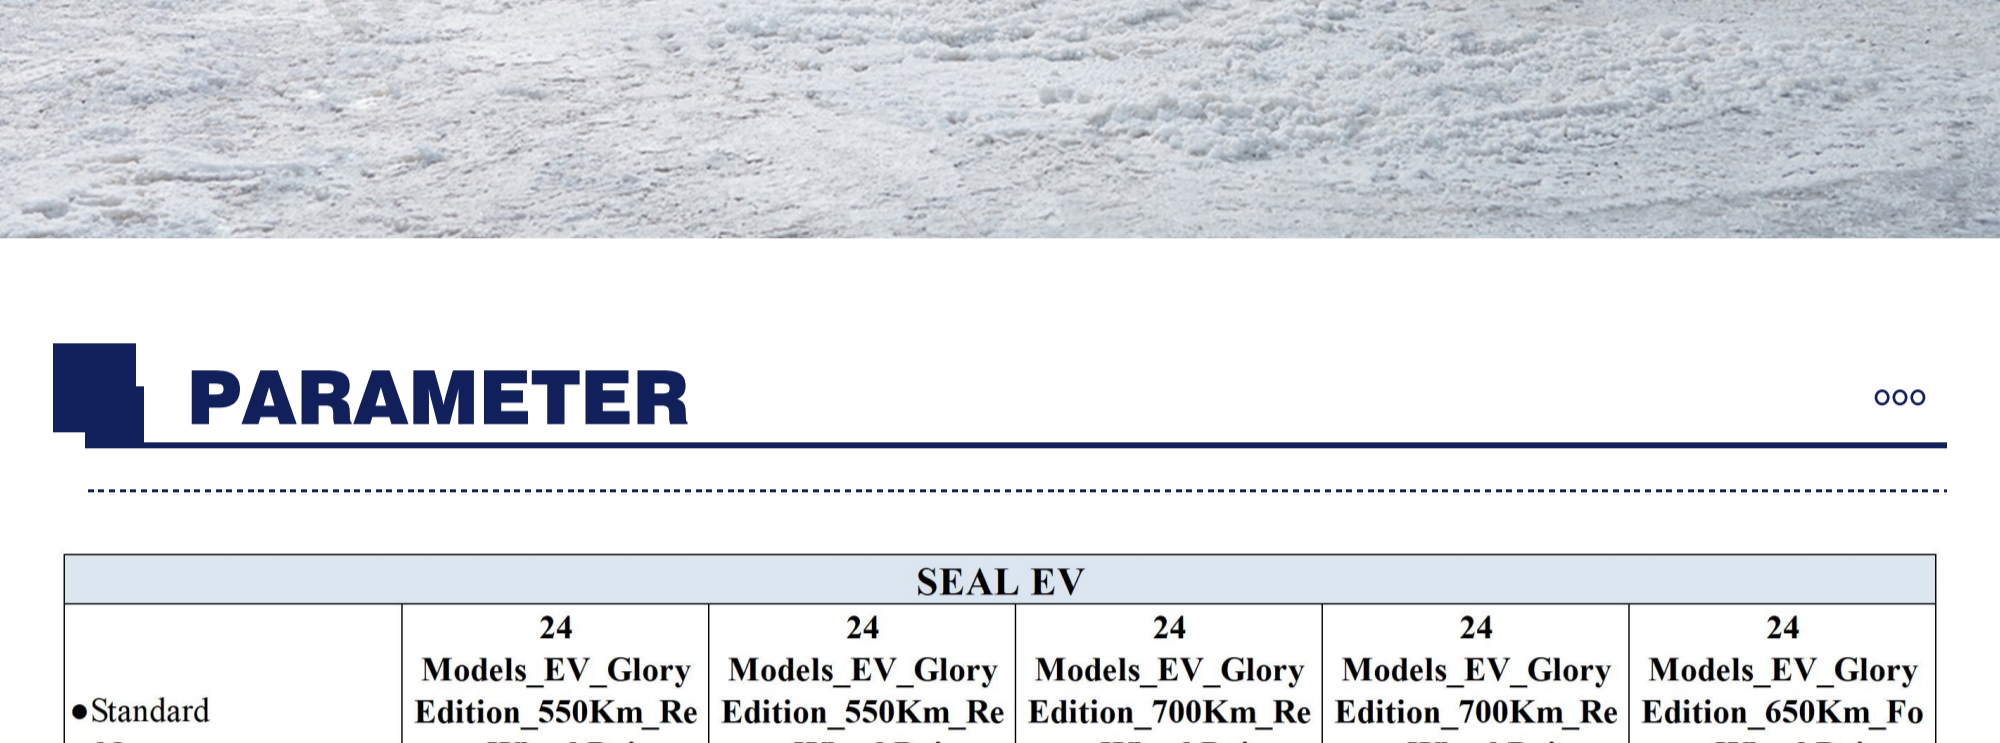 PARAMETER
SEAL EV
●Standard
24
Models_EV_Glory
Edition_550Km_Re
24
Models_EV_Glory
Edition_550Km_Re
24
Models_EV_Glory
Edition_700Km_Re
24
Models_EV_Glory
Edition_700Km_Re
24
Models_EV_Glory
Edition_650Km_Fo